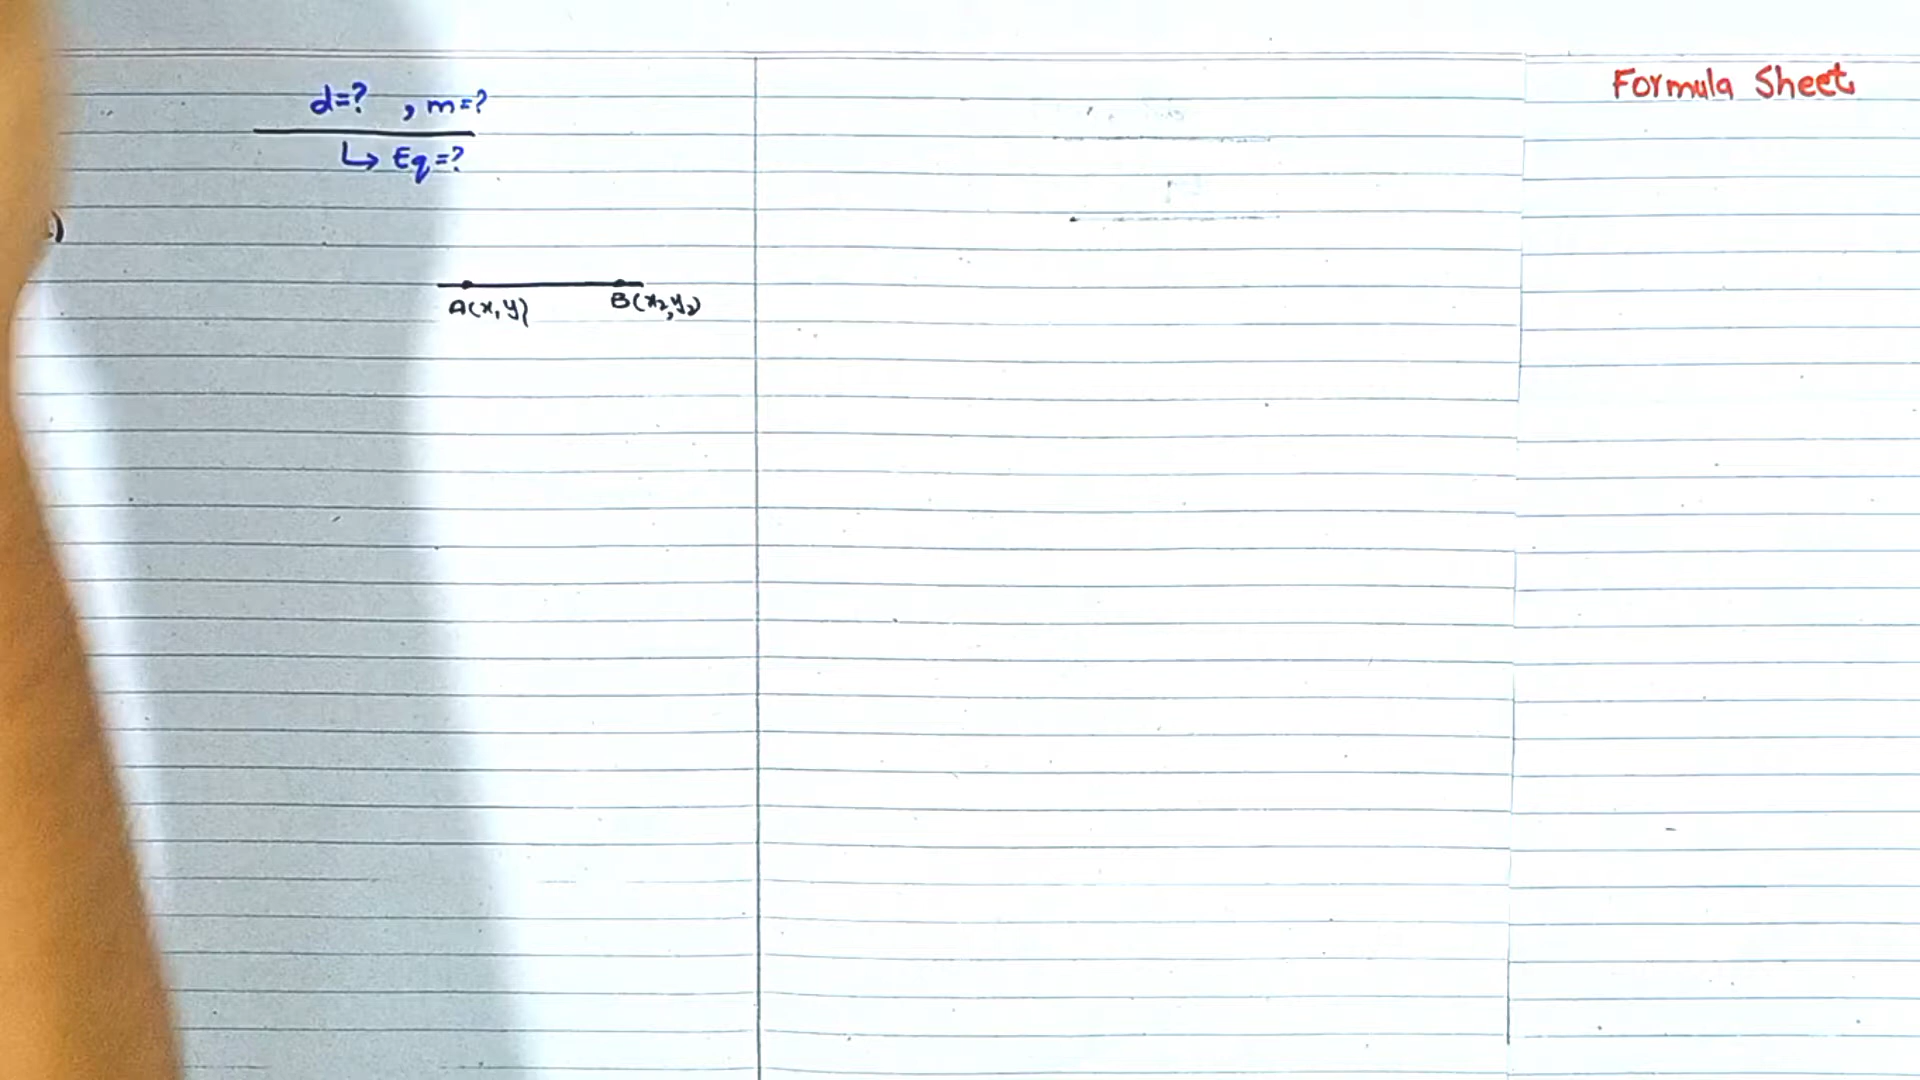 d=? , m=?
↳ Eq=?
)
A(x,y)
B(x₂,y₂)
Formula Sheet